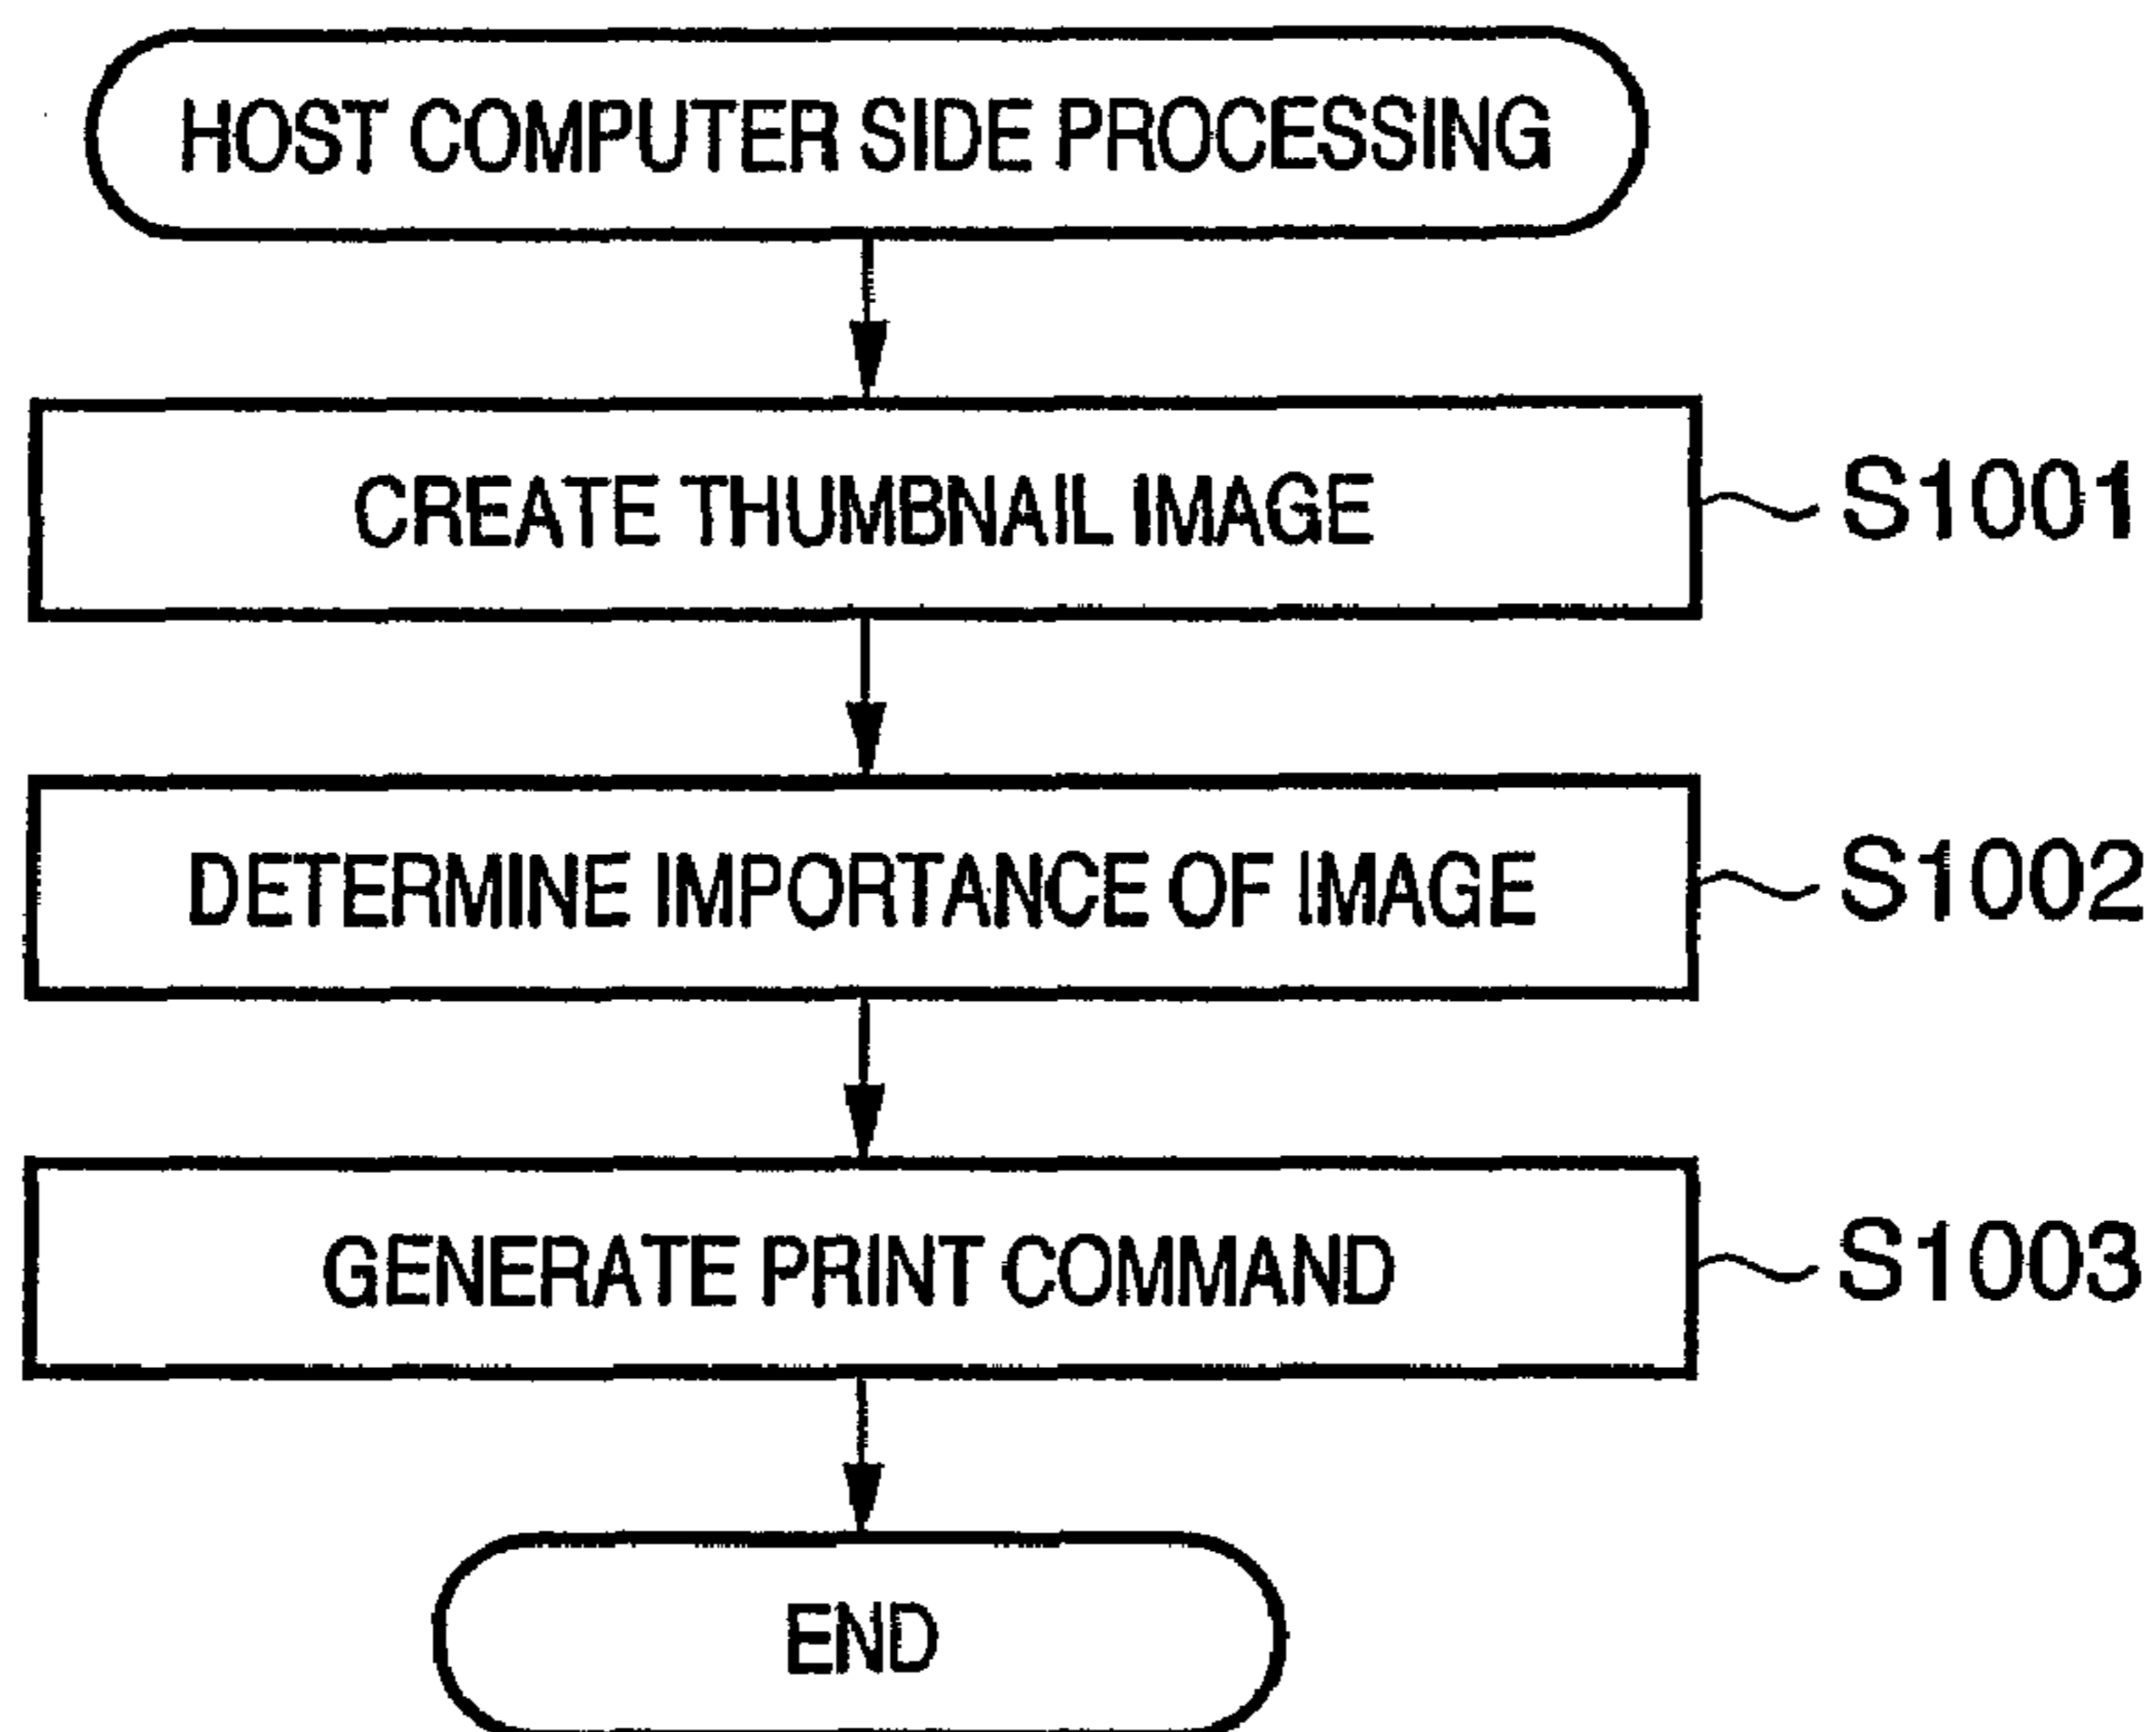 HOST COMPUTER SIDE PROCESSING
CREATE THUMBNAIL IMAGE
S1001
DETERMINE IMPORTANCE OF IMAGE
S1002
GENERATE PRINT COMMAND
S1003
END